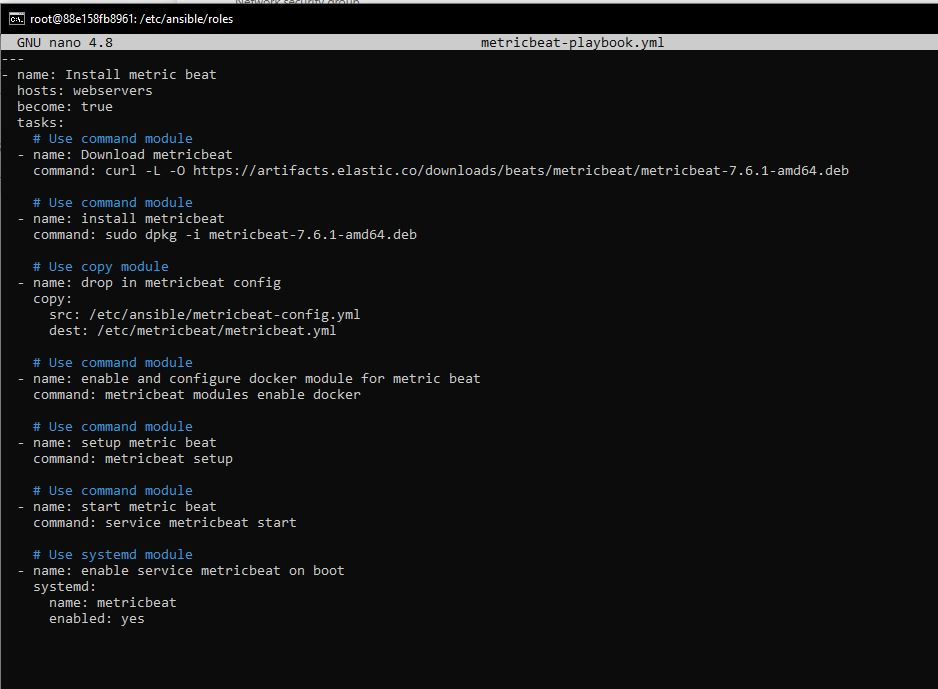 Network security group
root@88e158fb8961: /etc/ansible/roles
GNU nano 4.8 metricbeat-playbook.yml
---
- name: Install metric beat
  hosts: webservers
  become: true
  tasks:
    # Use command module
  - name: Download metricbeat
    command: curl -L -O https://artifacts.elastic.co/downloads/beats/metricbeat/metricbeat-7.6.1-amd64.deb

    # Use command module
  - name: install metricbeat
    command: sudo dpkg -i metricbeat-7.6.1-amd64.deb

    # Use copy module
  - name: drop in metricbeat config
    copy:
      src: /etc/ansible/metricbeat-config.yml
      dest: /etc/metricbeat/metricbeat.yml

    # Use command module
  - name: enable and configure docker module for metric beat
    command: metricbeat modules enable docker

    # Use command module
  - name: setup metric beat
    command: metricbeat setup

    # Use command module
  - name: start metric beat
    command: service metricbeat start

    # Use systemd module
  - name: enable service metricbeat on boot
    systemd:
      name: metricbeat
      enabled: yes